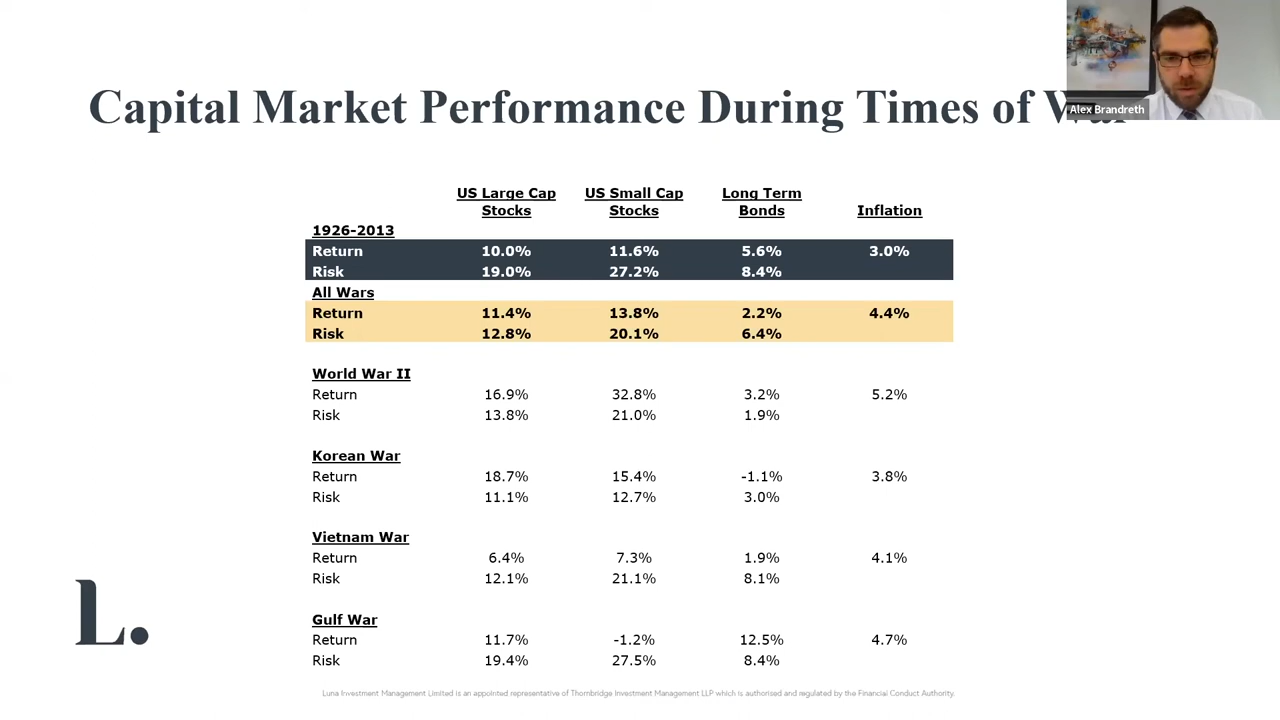 Alex Brandreth
Capital Market Performance During Times of War
US Large Cap Stocks US Small Cap Stocks Long Term Bonds Inflation
1926-2013
Return 10.0% 11.6% 5.6% 3.0%
Risk 19.0% 27.2% 8.4%
All Wars
Return 11.4% 13.8% 2.2% 4.4%
Risk 12.8% 20.1% 6.4%
World War II
Return 16.9% 32.8% 3.2% 5.2%
Risk 13.8% 21.0% 1.9%
Korean War
Return 18.7% 15.4% -1.1% 3.8%
Risk 11.1% 12.7% 3.0%
Vietnam War
Return 6.4% 7.3% 1.9% 4.1%
Risk 12.1% 21.1% 8.1%
Gulf War
Return 11.7% -1.2% 12.5% 4.7%
Risk 19.4% 27.5% 8.4%
L.
Luna Investment Management Limited is an appointed representative of Thornbridge Investment Management LLP which is authorised and regulated by the Financial Conduct Authority.